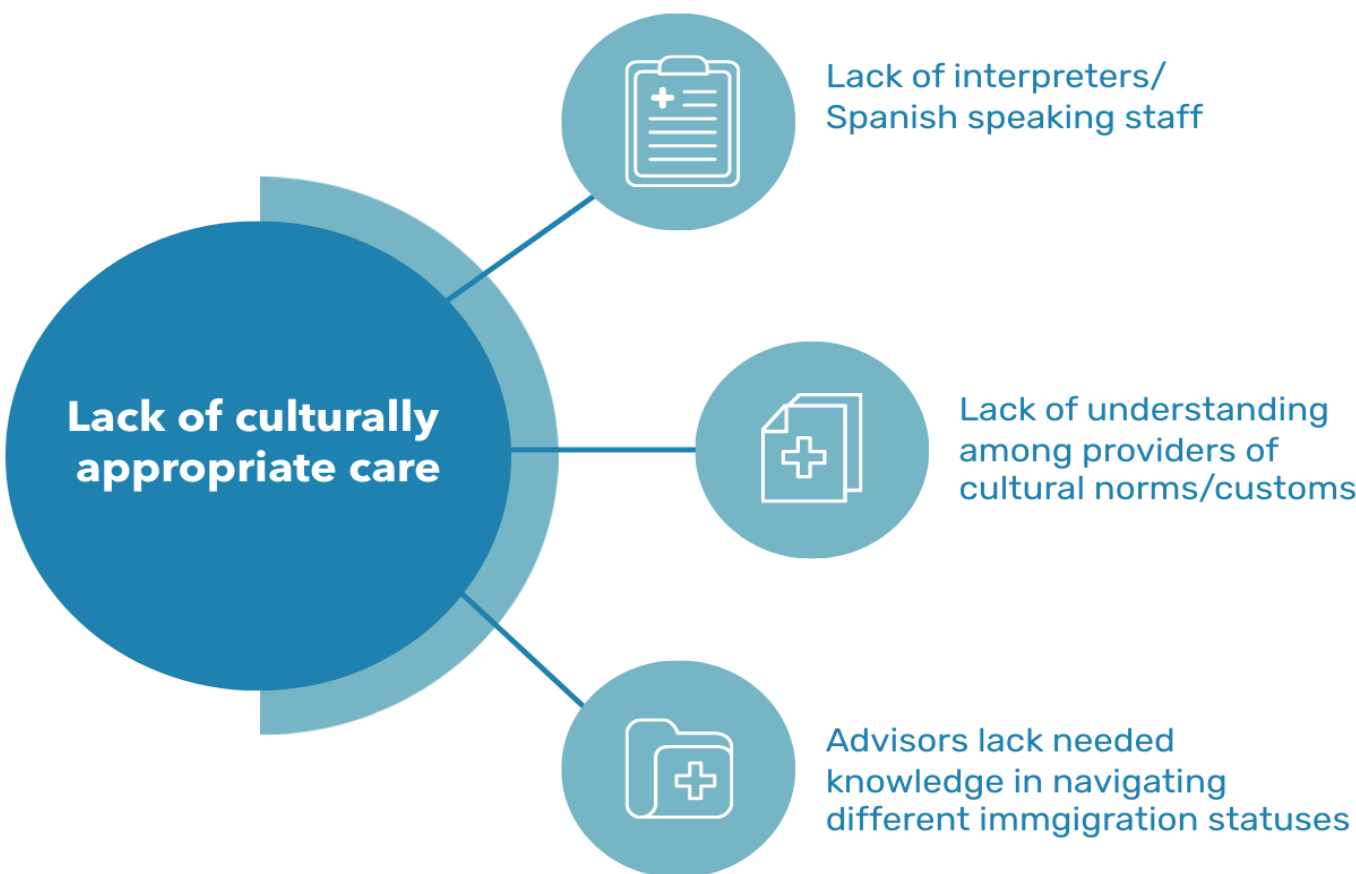 Lack of interpreters/
Spanish speaking staff
Lack of culturally
appropriate care
Lack of understanding
among providers of
cultural norms/customs
Advisors lack needed
knowledge in navigating
different immgigration statuses